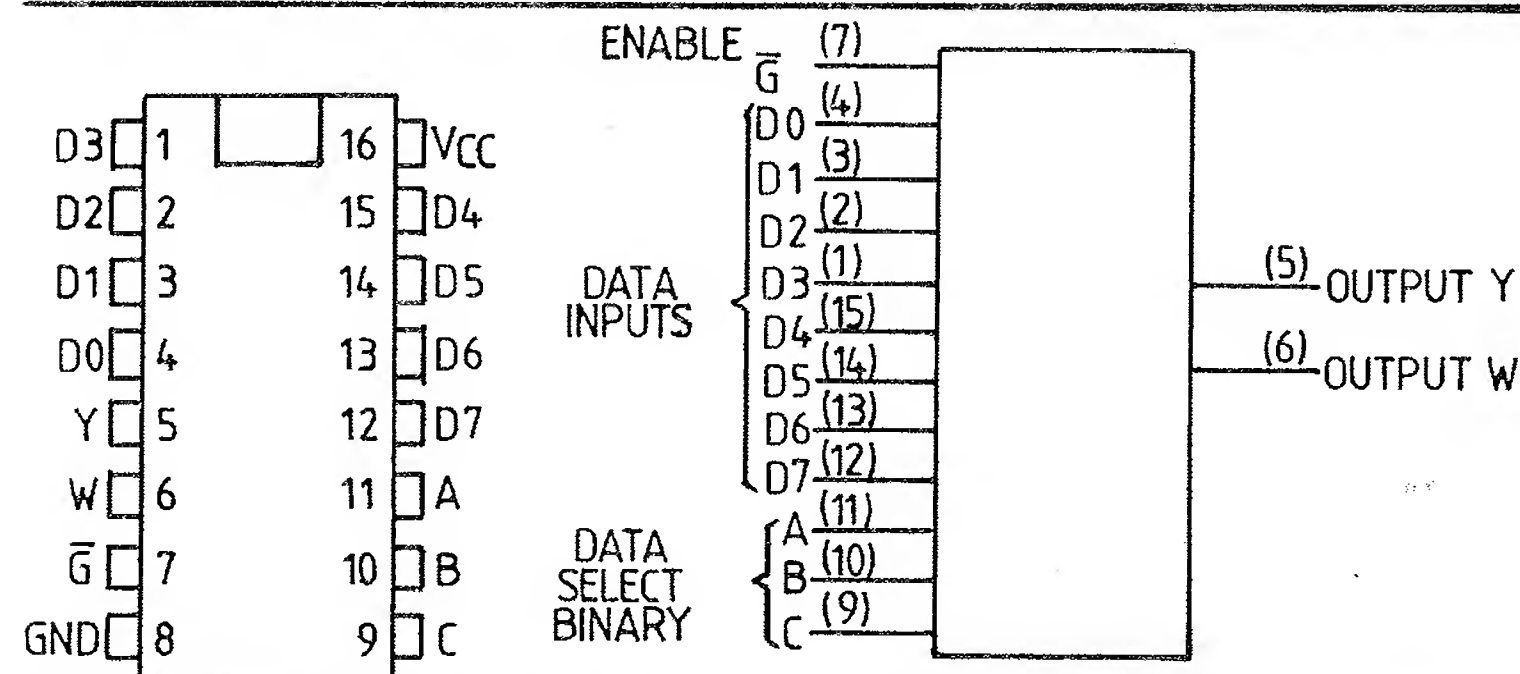 D3 1 16 VCC
D2 2 15 D4
D1 3 14 D5
D0 4 13 D6
Y 5 12 D7
W 6 11 A
G̅ 7 10 B
GND 8 9 C
ENABLE G̅ (7)
DATA
INPUTS
D0 (4)
D1 (3)
D2 (2)
D3 (1)
D4 (15)
D5 (14)
D6 (13)
D7 (12)
DATA
SELECT
BINARY
A (11)
B (10)
C (9)
(5) OUTPUT Y
(6) OUTPUT W